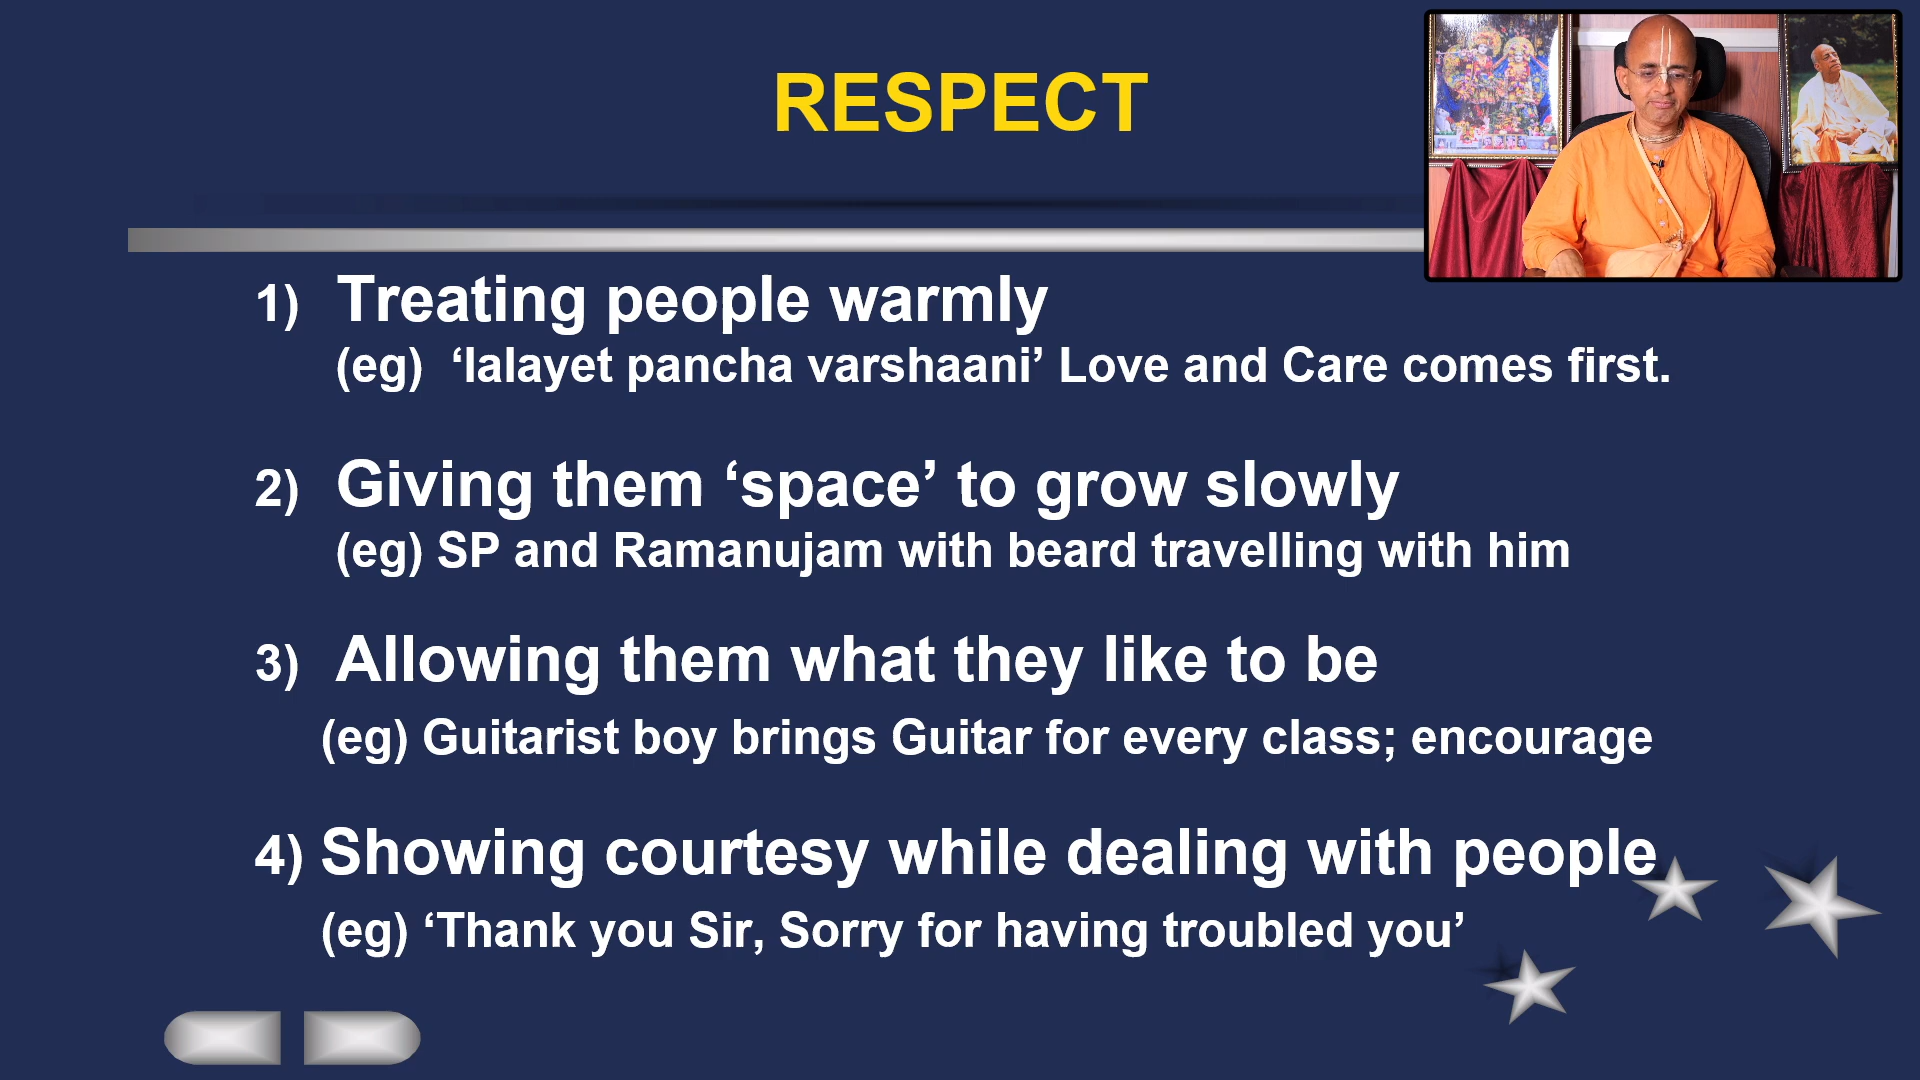 RESPECT
1) Treating people warmly
(eg) ‘lalayet pancha varshaani’ Love and Care comes first.
2) Giving them ‘space’ to grow slowly
(eg) SP and Ramanujam with beard travelling with him
3) Allowing them what they like to be
(eg) Guitarist boy brings Guitar for every class; encourage
4) Showing courtesy while dealing with people
(eg) ‘Thank you Sir, Sorry for having troubled you’